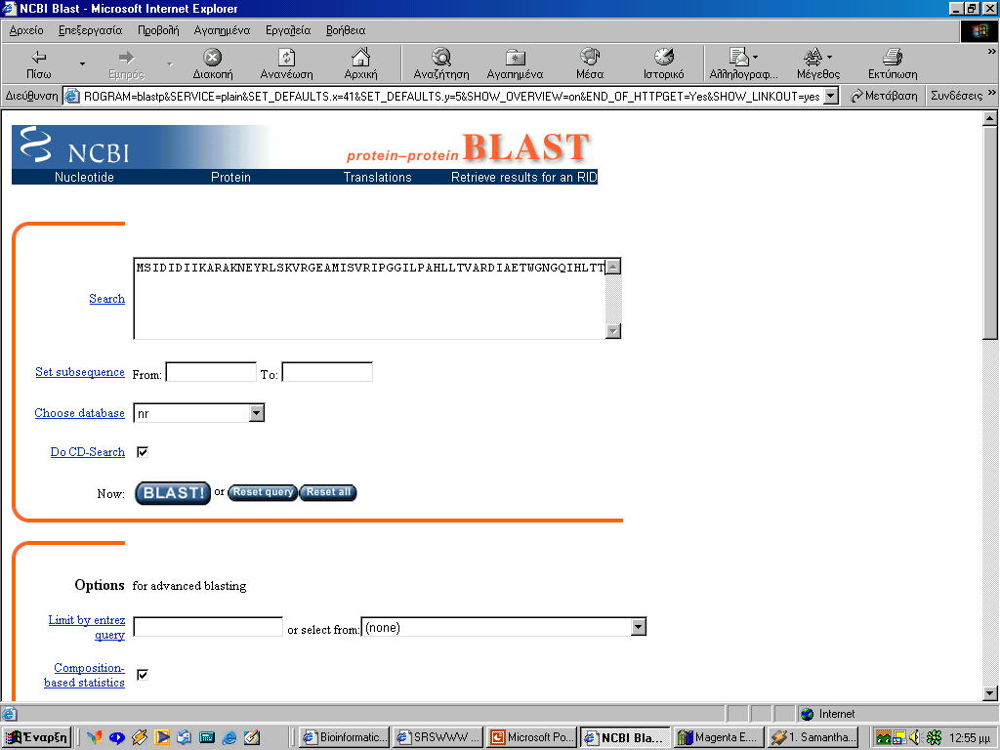 NCBI Blast - Microsoft Internet Explorer
Αρχείο Επεξεργασία Προβολή Αγαπημένα Εργαλεία Βοήθεια
Πίσω Εμπρός Διακοπή Ανανέωση Αρχική Αναζήτηση Αγαπημένα Μέσα Ιστορικό Αλληλογραφ... Μέγεθος Εκτύπωση
Διεύθυνση ROGRAM=blastp&SERVICE=plain&SET_DEFAULTS.x=41&SET_DEFAULTS.y=5&SHOW_OVERVIEW=on&END_OF_HTTPGET=Yes&SHOW_LINKOUT=yes Μετάβαση Συνδέσεις »
NCBI protein–protein BLAST
Nucleotide Protein Translations Retrieve results for an RID
MSIDIDIIKARAKNEYRLSKVRGEAMISVRIPGGILPAHLLTVARDIAETWGNGQIHLTT
Search
Set subsequence From: To:
Choose database nr
Do CD-Search
Now: BLAST! or Reset query Reset all
Options for advanced blasting
Limit by entrez query or select from: (none)
Composition-based statistics
Internet
Έναρξη Bioinformatic... SRSWWW ... Microsoft Po... NCBI Bla... Magenta E... 1. Samantha... 12:55 μμ